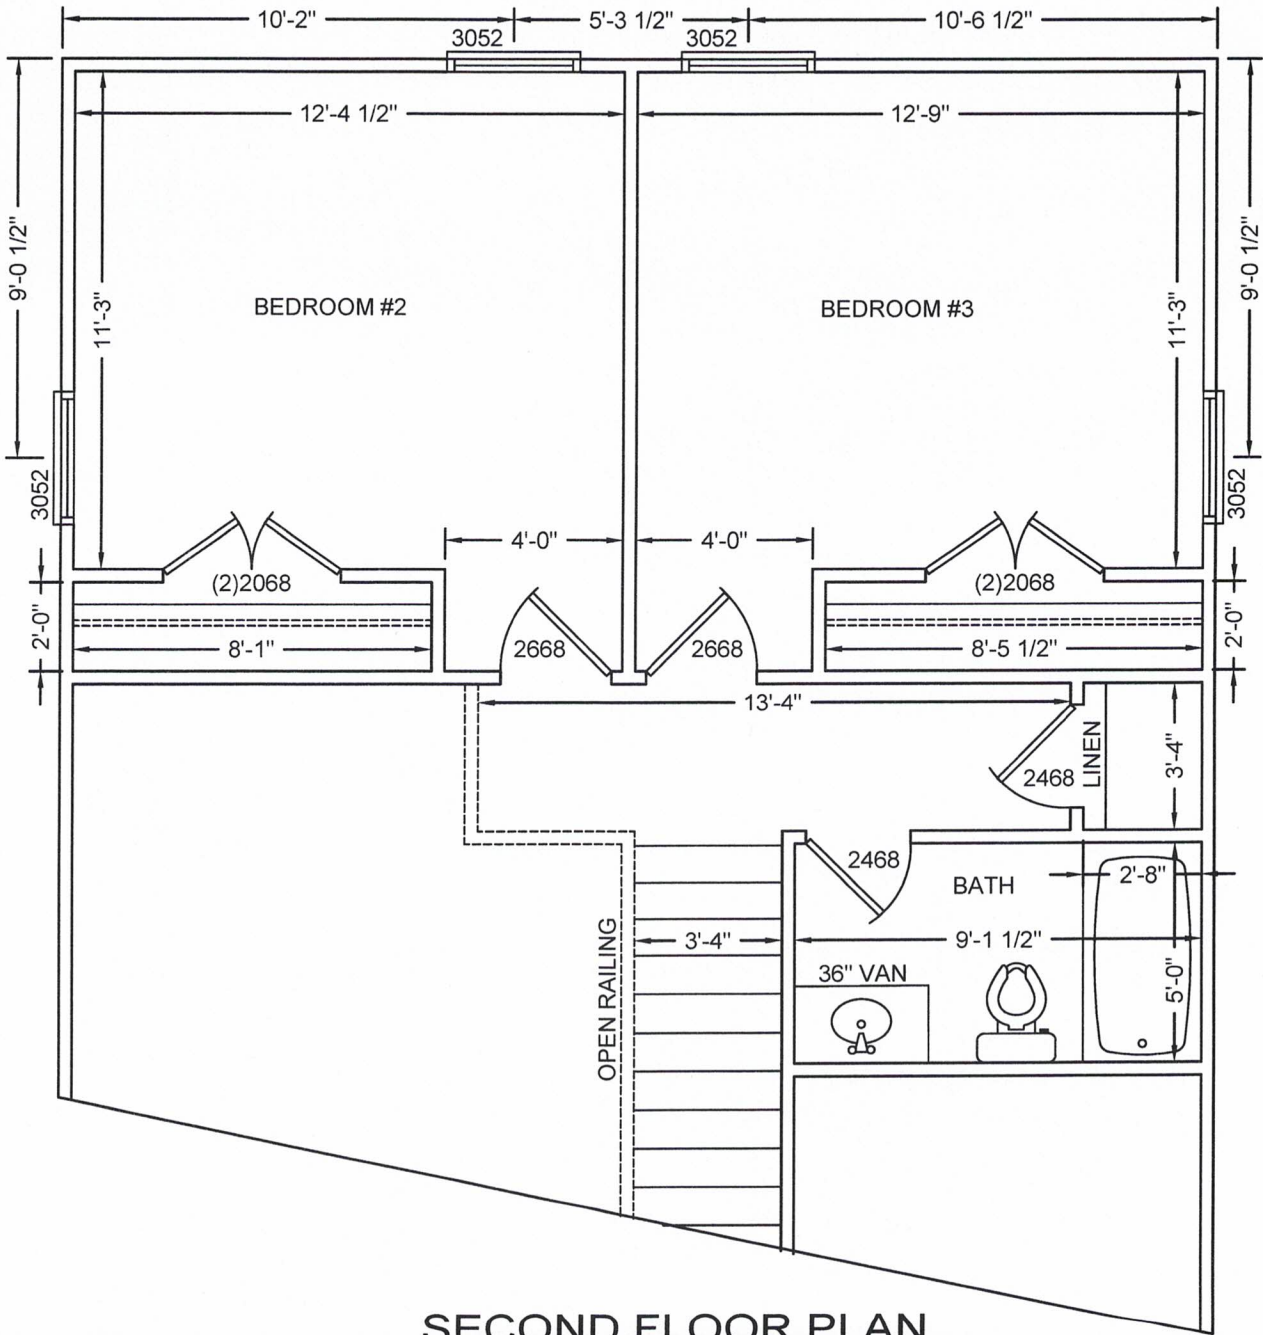 10'-2" 5'-3 1/2" 10'-6 1/2"
3052 3052
12'-4 1/2" 12'-9"
9'-0 1/2" 9'-0 1/2"
11'-3" 11'-3"
BEDROOM #2 BEDROOM #3
3052 3052
4'-0" 4'-0"
(2)2068 (2)2068
2'-0" 2'-0"
8'-1" 2668 2668 8'-5 1/2"
13'-4"
LINEN
3'-4"
2468
2468
BATH
2'-8"
OPEN RAILING
3'-4"
9'-1 1/2"
36" VAN
5'-0"
SECOND FLOOR PLAN